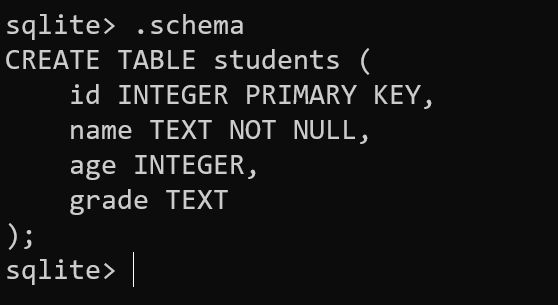 sqlite> .schema
CREATE TABLE students (
    id INTEGER PRIMARY KEY,
    name TEXT NOT NULL,
    age INTEGER,
    grade TEXT
);
sqlite>